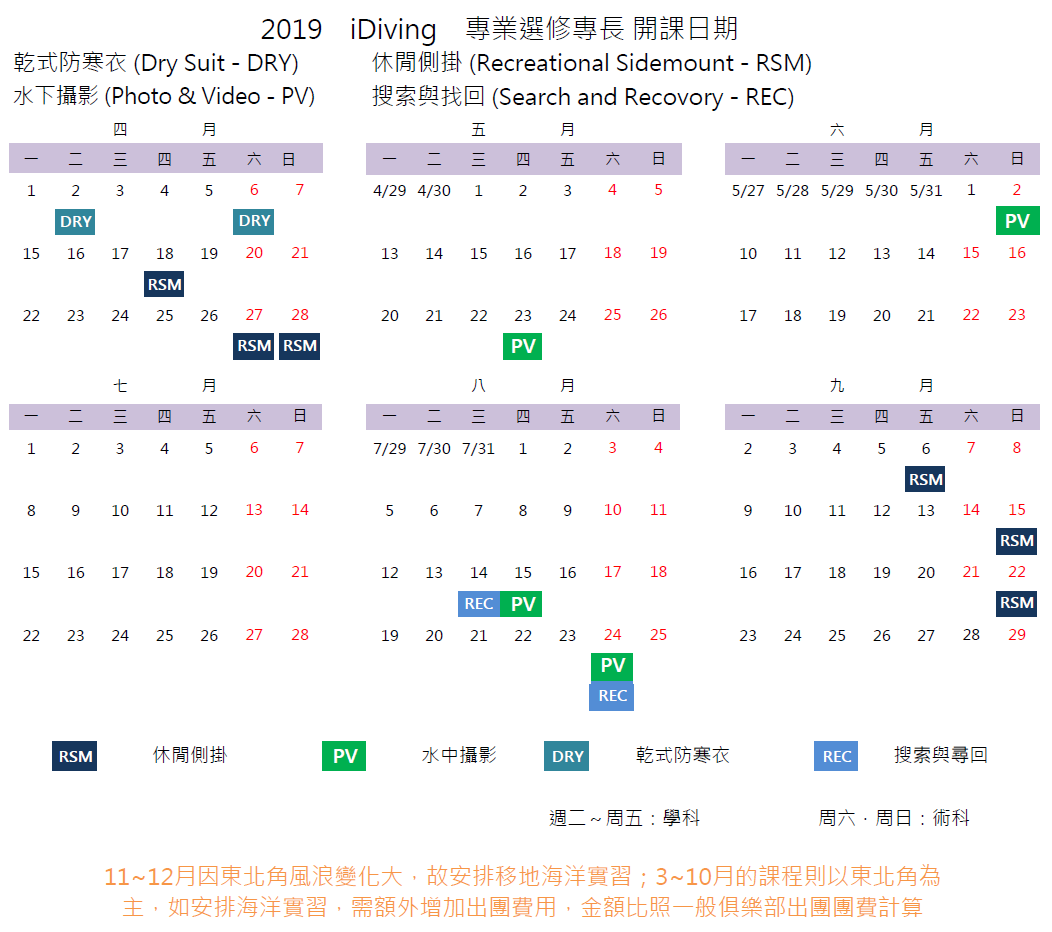 2019 iDiving 專業選修專長 開課日期
乾式防寒衣 (Dry Suit - DRY) 休閒側掛 (Recreational Sidemount - RSM)
水下攝影 (Photo & Video - PV) 搜索與找回 (Search and Recovory - REC)
四 月 五 月 六 月
一 二 三 四 五 六 日 一 二 三 四 五 六 日 一 二 三 四 五 六 日
1 2 3 4 5 6 7 4/29 4/30 1 2 3 4 5 5/27 5/28 5/29 5/30 5/31 1 2
DRY DRY PV
15 16 17 18 19 20 21 13 14 15 16 17 18 19 10 11 12 13 14 15 16
RSM
22 23 24 25 26 27 28 20 21 22 23 24 25 26 17 18 19 20 21 22 23
RSM RSM PV
七 月 八 月 九 月
一 二 三 四 五 六 日 一 二 三 四 五 六 日 一 二 三 四 五 六 日
1 2 3 4 5 6 7 7/29 7/30 7/31 1 2 3 4 2 3 4 5 6 7 8
RSM
8 9 10 11 12 13 14 5 6 7 8 9 10 11 9 10 11 12 13 14 15
RSM
15 16 17 18 19 20 21 12 13 14 15 16 17 18 16 17 18 19 20 21 22
REC PV RSM
22 23 24 25 26 27 28 19 20 21 22 23 24 25 23 24 25 26 27 28 29
PV
REC
RSM 休閒側掛 PV 水中攝影 DRY 乾式防寒衣 REC 搜索與尋回
週二～周五：學科 周六．周日：術科
11~12月因東北角風浪變化大，故安排移地海洋實習；3~10月的課程則以東北角為
主，如安排海洋實習，需額外增加出團費用，金額比照一般俱樂部出團團費計算